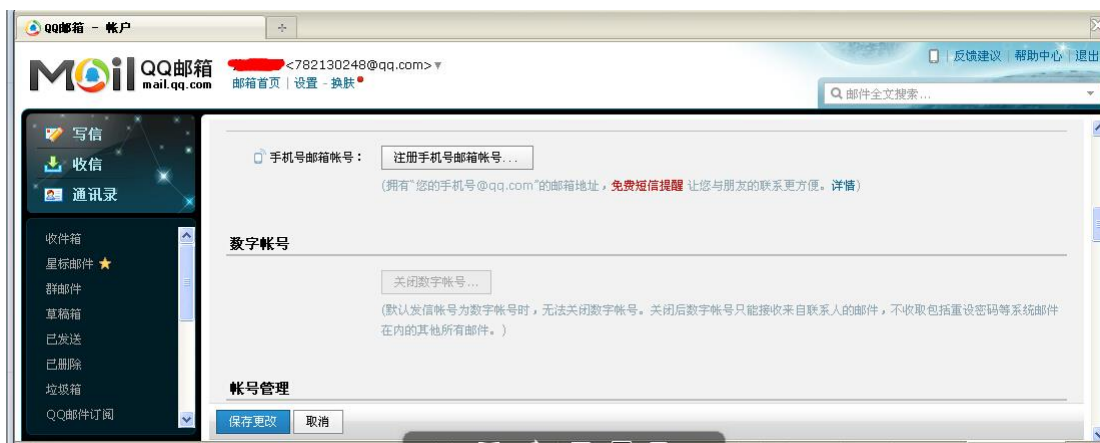 QQ邮箱 - 帐户
MOil QQ邮箱
mail.qq.com
<782130248@qq.com>
邮箱首页 | 设置 - 换肤
反馈建议 帮助中心 退出
邮件全文搜索...
写信
收信
通讯录
收件箱
星标邮件
群邮件
草稿箱
已发送
已删除
垃圾箱
QQ邮件订阅
手机号邮箱帐号： 注册手机号邮箱帐号...
(拥有"您的手机号@qq.com"的邮箱地址，免费短信提醒 让您与朋友的联系更方便。详情)
数字帐号
关闭数字帐号...
(默认发信帐号为数字帐号时，无法关闭数字帐号。关闭后数字帐号只能接收来自联系人的邮件，不收取包括重设密码等系统邮件
在内的其他所有邮件。)
帐号管理
保存更改 取消